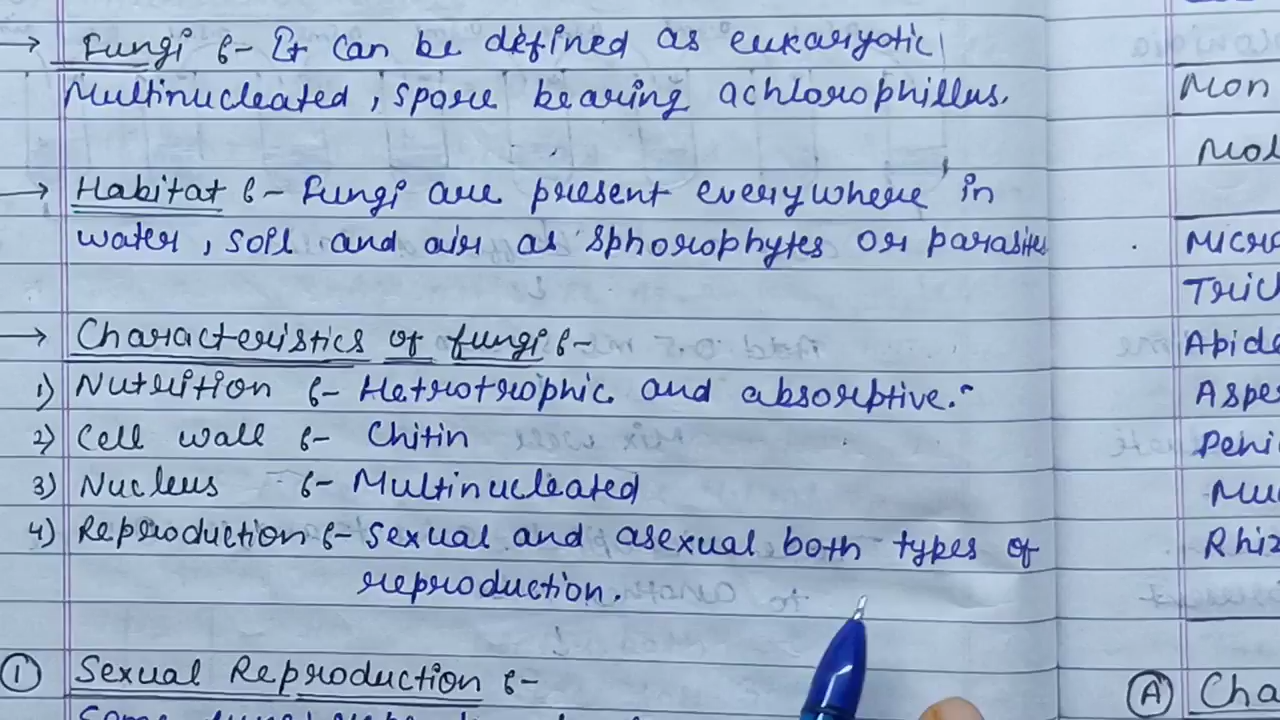 → Fungi :- It can be defined as eukaryotic
Multinucleated, spore bearing achlorophillus.
→ Habitat :- Fungi are present everywhere in
water, soil and air as sphorophytes or parasites
→ Characteristics of fungi :-
1) Nutrition :- Hetrotrophic and absorptive.
2) Cell wall :- Chitin
3) Nucleus :- Multinucleated
4) Reproduction :- Sexual and asexual both types of
reproduction.
① Sexual Reproduction :-
Mon
Mol
Micro
Tric
Apide
Aspe
Peni
Mu
Rhiz
Ⓐ Cha